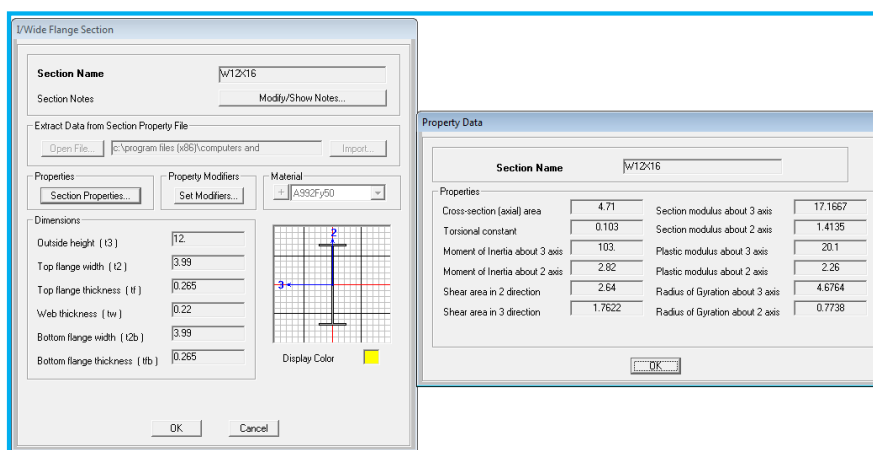 I/Wide Flange Section
Section Name W12X16
Section Notes Modify/Show Notes...
Extract Data from Section Property File
Open File... c:\program files (x86)\computers and Import...
Properties Property Modifiers Material
Section Properties... Set Modifiers... + A992Fy50
Dimensions
Outside height ( t3 ) 12.
Top flange width ( t2 ) 3.99
Top flange thickness ( tf ) 0.265
Web thickness ( tw ) 0.22
Bottom flange width ( t2b ) 3.99
Bottom flange thickness ( tfb ) 0.265
2
3
Display Color
OK Cancel
Property Data
Section Name W12X16
Properties
Cross-section (axial) area 4.71 Section modulus about 3 axis 17.1667
Torsional constant 0.103 Section modulus about 2 axis 1.4135
Moment of Inertia about 3 axis 103. Plastic modulus about 3 axis 20.1
Moment of Inertia about 2 axis 2.82 Plastic modulus about 2 axis 2.26
Shear area in 2 direction 2.64 Radius of Gyration about 3 axis 4.6764
Shear area in 3 direction 1.7622 Radius of Gyration about 2 axis 0.7738
OK